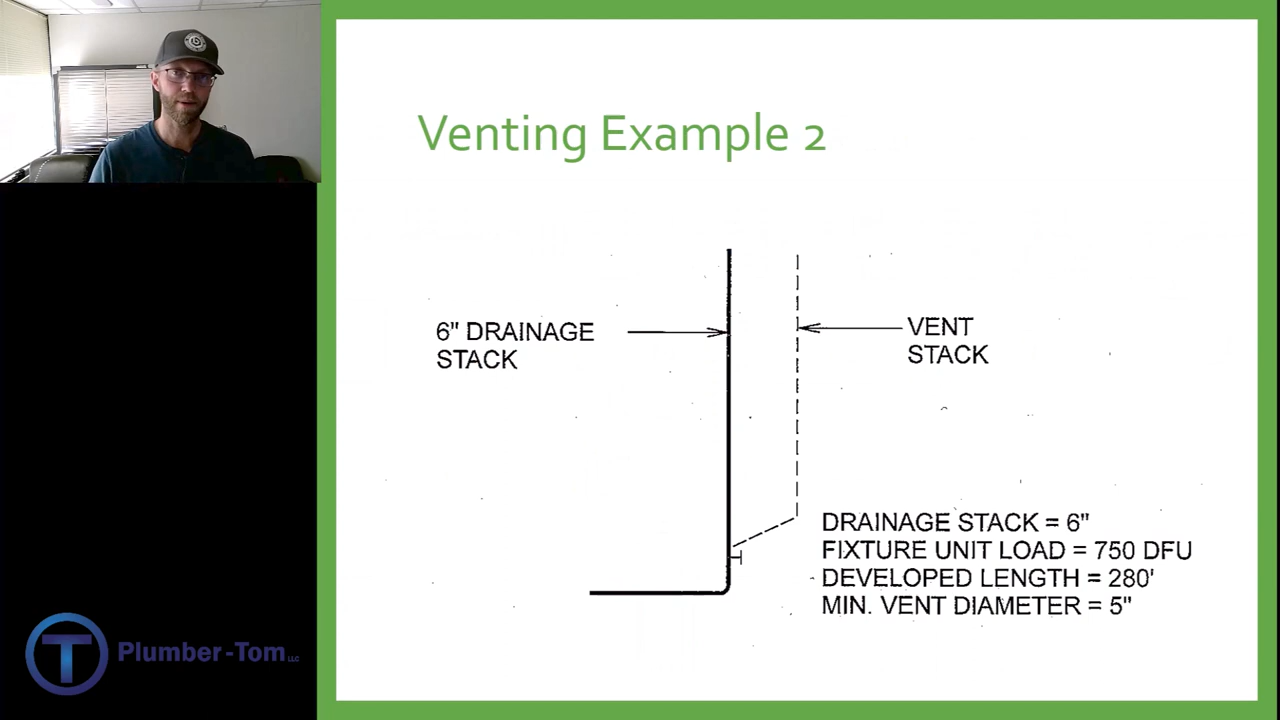 Venting Example 2
6" DRAINAGE
STACK
VENT
STACK
DRAINAGE STACK = 6"
FIXTURE UNIT LOAD = 750 DFU
DEVELOPED LENGTH = 280'
MIN. VENT DIAMETER = 5"
T Plumber-Tom LLC